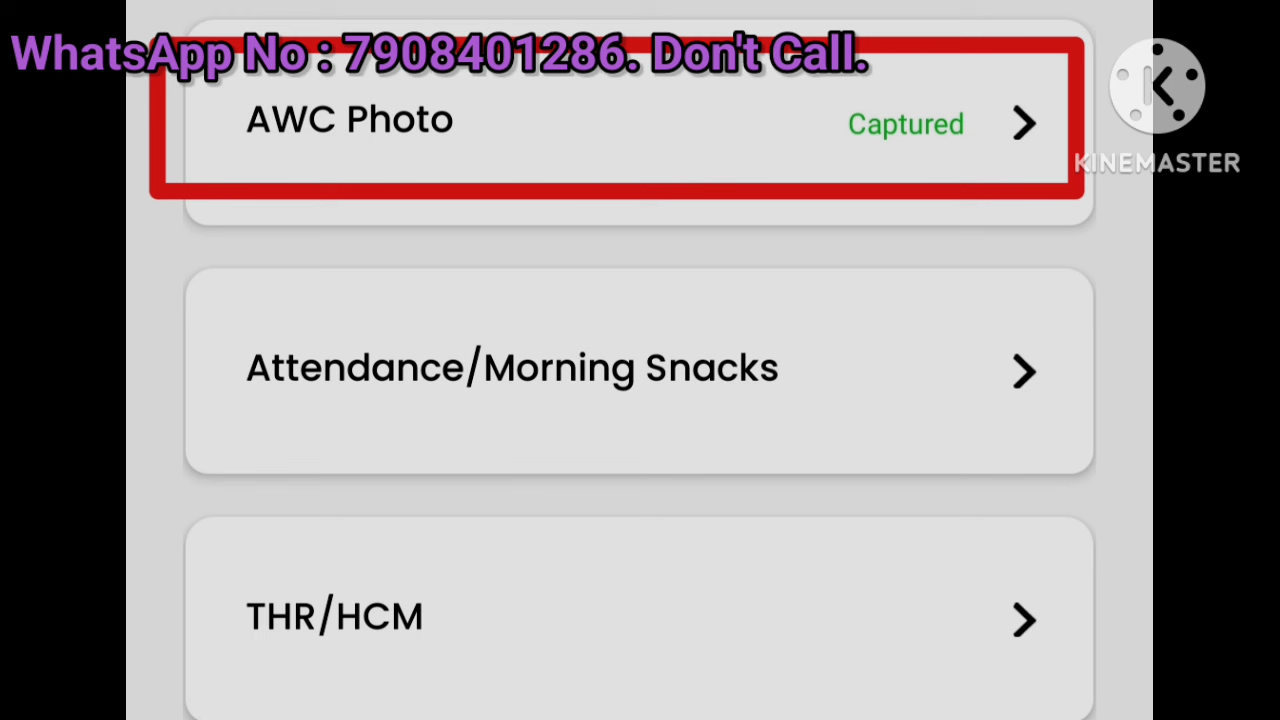 WhatsApp No : 7908401286. Don't Call.
AWC Photo
Captured
KINEMASTER
Attendance/Morning Snacks
THR/HCM